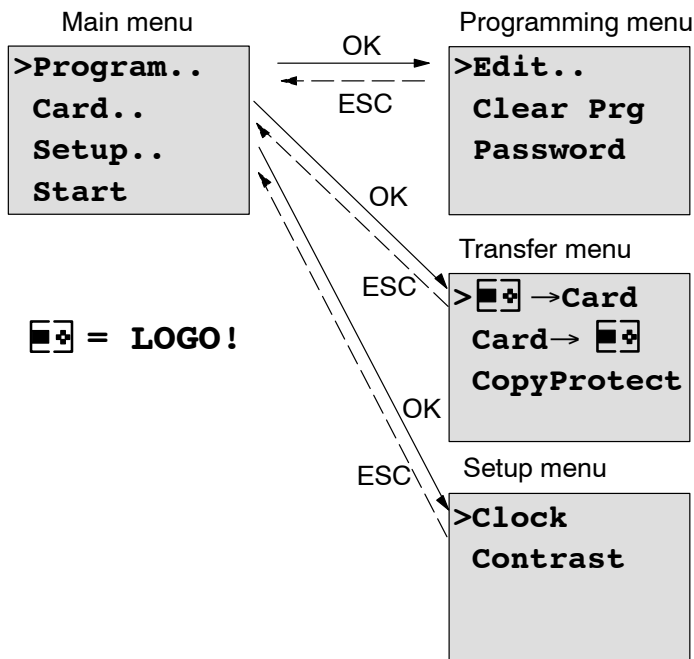 Main menu
>Program..
Card..
Setup..
Start
OK
ESC
Programming menu
>Edit..
Clear Prg
Password
OK
ESC
Transfer menu
> →Card
Card→
CopyProtect
= LOGO!
OK
ESC
Setup menu
>Clock
Contrast